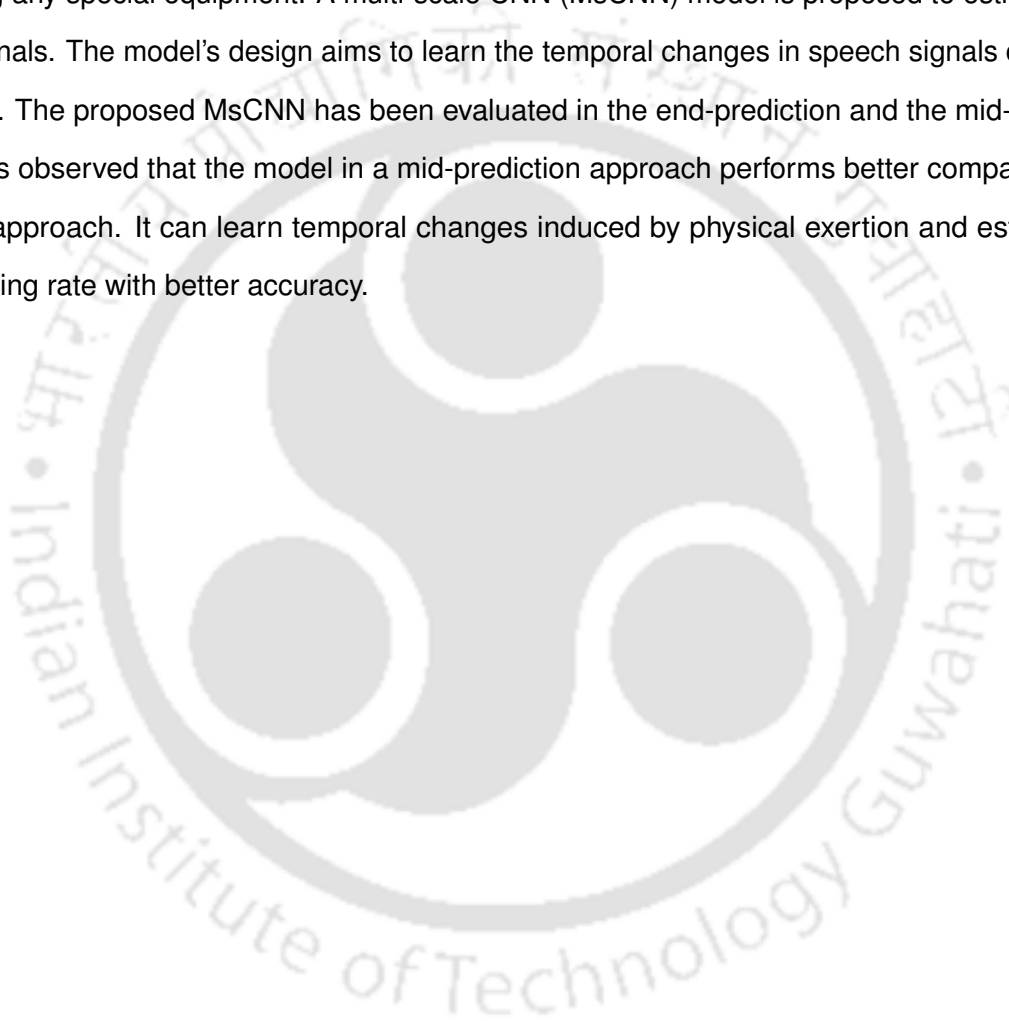 g any special equipment. A multi-scale CNN (MsCNN) model is proposed to esti
nals. The model's design aims to learn the temporal changes in speech signals
. The proposed MsCNN has been evaluated in the end-prediction and the mid-
s observed that the model in a mid-prediction approach performs better compa
approach. It can learn temporal changes induced by physical exertion and es
ing rate with better accuracy.
भारतीय प्रौद्योगिकी संस्थान गुवाहाटी
Indian Institute of Technology Guwahati